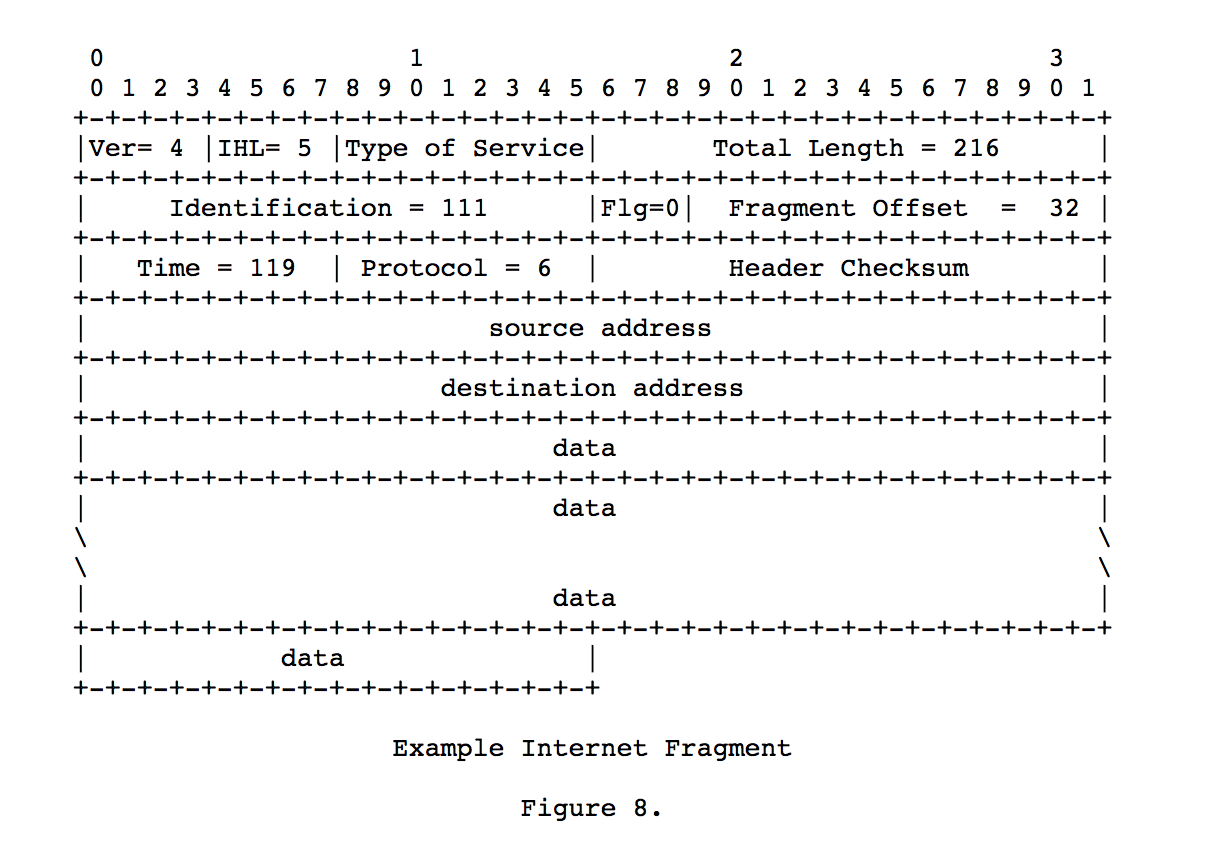 0                   1                   2                   3
 0 1 2 3 4 5 6 7 8 9 0 1 2 3 4 5 6 7 8 9 0 1 2 3 4 5 6 7 8 9 0 1
+-+-+-+-+-+-+-+-+-+-+-+-+-+-+-+-+-+-+-+-+-+-+-+-+-+-+-+-+-+-+-+-+
|Ver= 4 |IHL= 5 |Type of Service|       Total Length = 216      |
+-+-+-+-+-+-+-+-+-+-+-+-+-+-+-+-+-+-+-+-+-+-+-+-+-+-+-+-+-+-+-+-+
|     Identification = 111      |Flg=0|  Fragment Offset  =  32 |
+-+-+-+-+-+-+-+-+-+-+-+-+-+-+-+-+-+-+-+-+-+-+-+-+-+-+-+-+-+-+-+-+
|   Time = 119  | Protocol = 6  |        Header Checksum        |
+-+-+-+-+-+-+-+-+-+-+-+-+-+-+-+-+-+-+-+-+-+-+-+-+-+-+-+-+-+-+-+-+
|                         source address                        |
+-+-+-+-+-+-+-+-+-+-+-+-+-+-+-+-+-+-+-+-+-+-+-+-+-+-+-+-+-+-+-+-+
|                      destination address                      |
+-+-+-+-+-+-+-+-+-+-+-+-+-+-+-+-+-+-+-+-+-+-+-+-+-+-+-+-+-+-+-+-+
|                             data                              |
+-+-+-+-+-+-+-+-+-+-+-+-+-+-+-+-+-+-+-+-+-+-+-+-+-+-+-+-+-+-+-+-+
|                             data                              |
\                                                               \
\                                                               \
|                             data                              |
+-+-+-+-+-+-+-+-+-+-+-+-+-+-+-+-+-+-+-+-+-+-+-+-+-+-+-+-+-+-+-+-+
|            data               |
+-+-+-+-+-+-+-+-+-+-+-+-+-+-+-+-+
Example Internet Fragment
Figure 8.